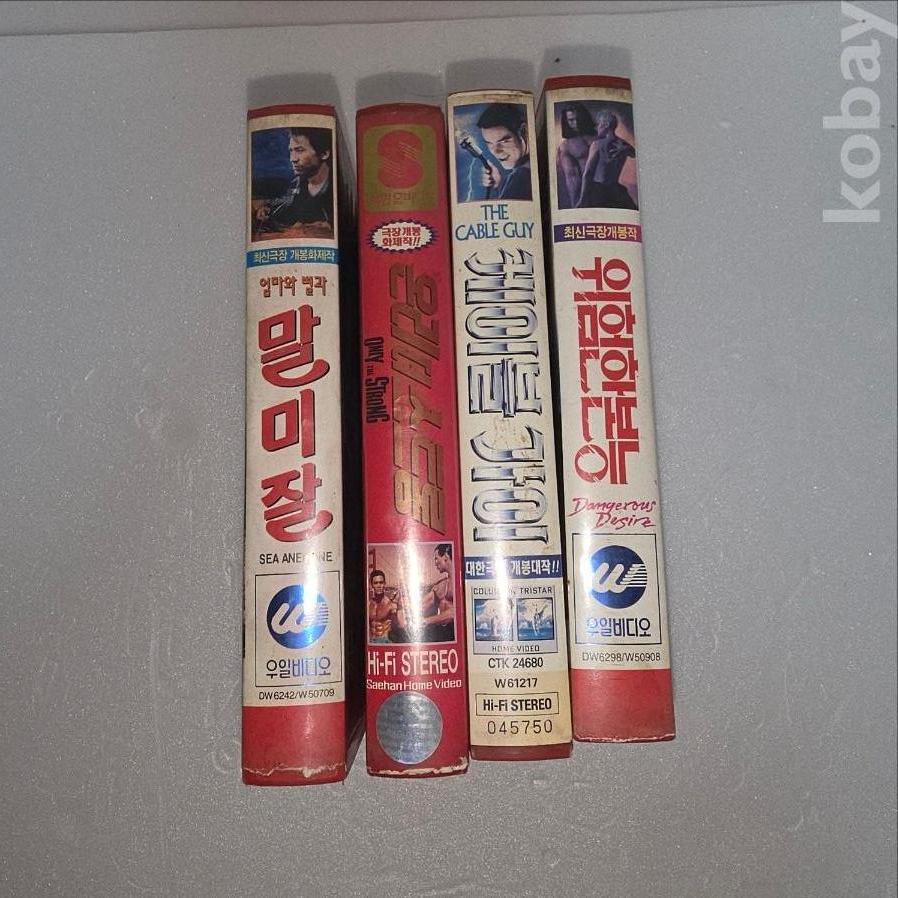 kobay
최신극장 개봉화제작
엄마와 별과
말미잘
SEA ANEMONE
우일비디오
DW6242/W50709
극장개봉
화제작!!
온리 스트롱
ONLY THE STRONG
Hi-Fi STEREO
Saehan Home Video
THE
CABLE GUY
케이블 가이
대한극장 개봉대작!!
COLUMBIA TRISTAR
HOME VIDEO
CTK 24680
W61217
Hi-Fi STEREO
045750
최신극장개봉작
위험한본능
Dangerous
Desire
우일비디오
DW6298/W50908